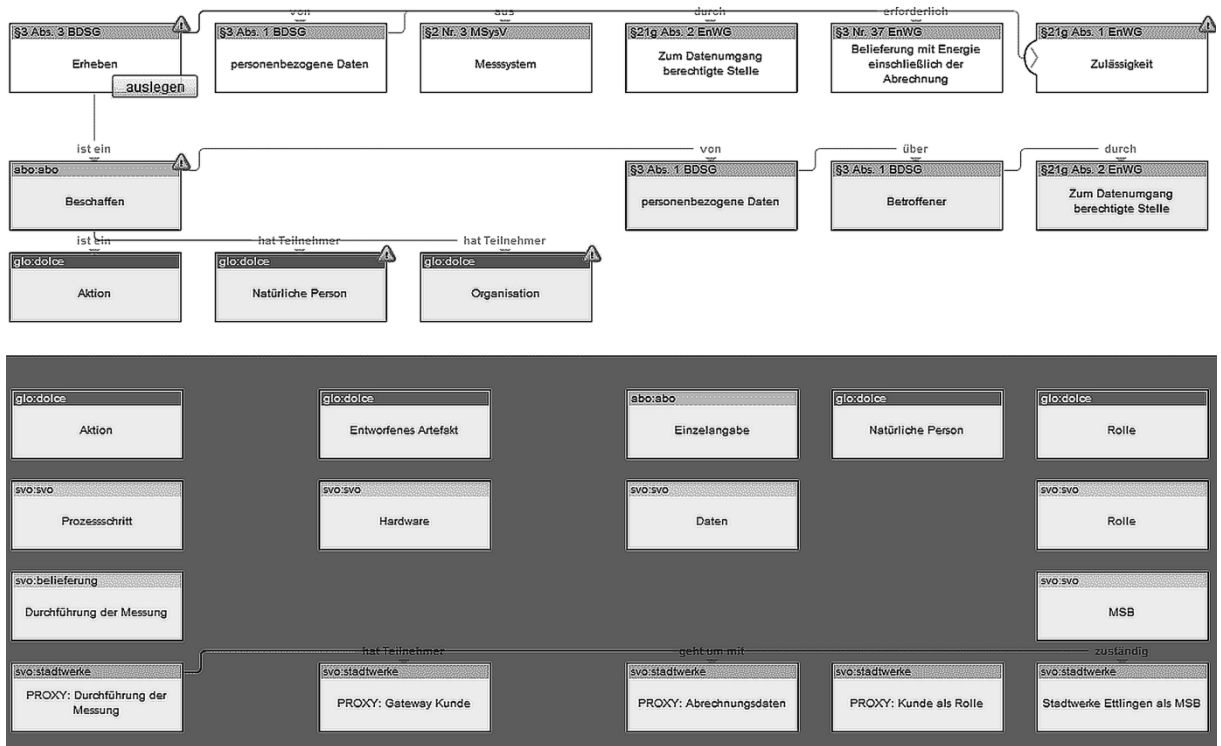 von aus durch erforderlich
§3 Abs. 3 BDSG §3 Abs. 1 BDSG §2 Nr. 3 MSysV §21g Abs. 2 EnWG §3 Nr. 37 EnWG §21g Abs. 1 EnWG
Erheben personenbezogene Daten Messsystem Zum Datenumgang berechtigte Stelle Belieferung mit Energie einschließlich der Abrechnung Zulässigkeit
auslegen
ist ein von über durch
abo:abo §3 Abs. 1 BDSG §3 Abs. 1 BDSG §21g Abs. 2 EnWG
Beschaffen personenbezogene Daten Betroffener Zum Datenumgang berechtigte Stelle
ist ein hat Teilnehmer hat Teilnehmer
glo:dolce glo:dolce glo:dolce
Aktion Natürliche Person Organisation
glo:dolce glo:dolce abo:abo glo:dolce glo:dolce
Aktion Entworfenes Artefakt Einzelangabe Natürliche Person Rolle
svo:svo svo:svo svo:svo svo:svo
Prozessschritt Hardware Daten Rolle
svo:belieferung svo:svo
Durchführung der Messung MSB
hat Teilnehmer geht um mit zuständig
svo:stadtwerke svo:stadtwerke svo:stadtwerke svo:stadtwerke svo:stadtwerke
PROXY: Durchführung der Messung PROXY: Gateway Kunde PROXY: Abrechnungsdaten PROXY: Kunde als Rolle Stadtwerke Ettlingen als MSB